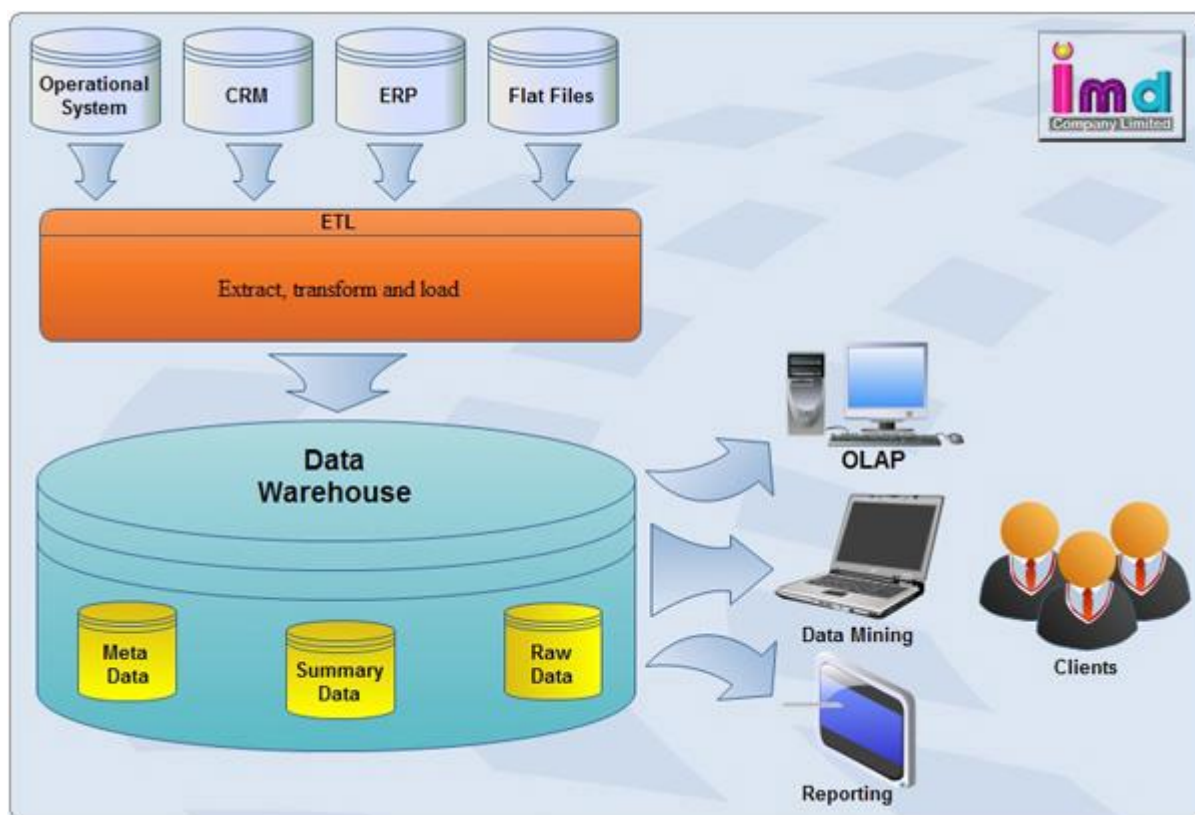 Operational
System
CRM
ERP
Flat Files
imd
Company Limited
ETL
Extract, transform and load
Data
Warehouse
OLAP
Meta
Data
Summary
Data
Raw
Data
Data Mining
Clients
Reporting